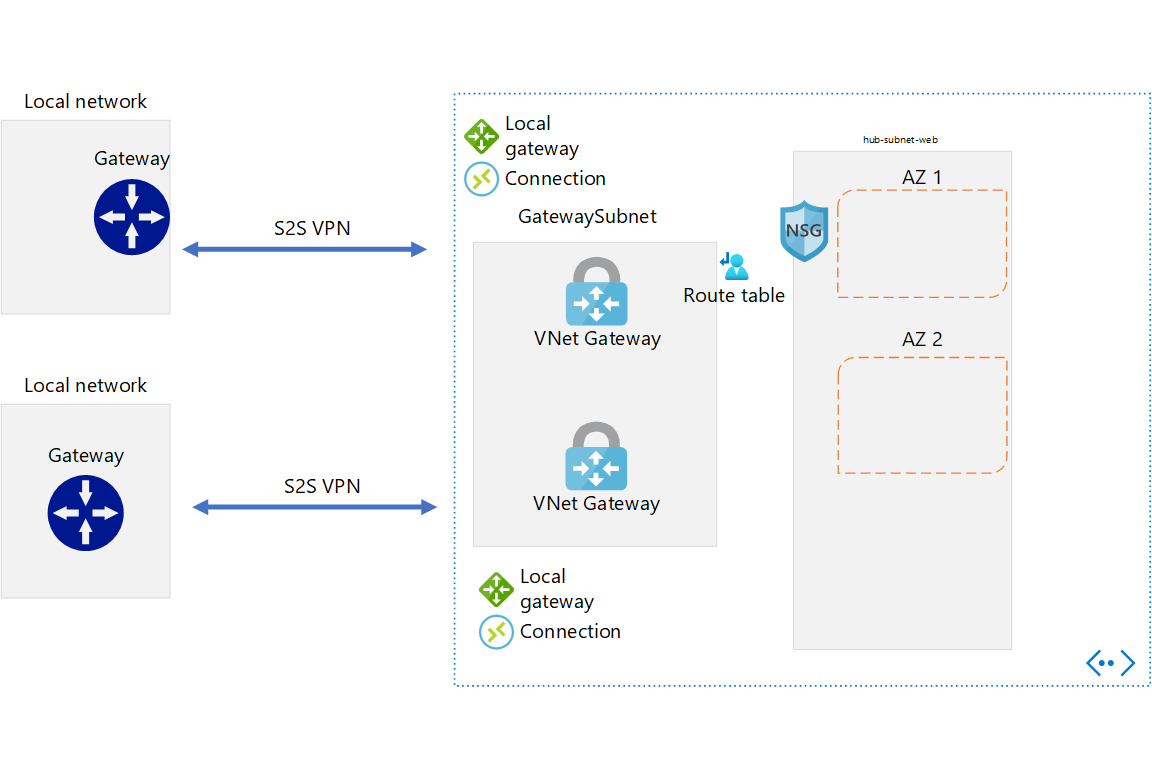 Local network
Gateway
S2S VPN
Local
gateway
Connection
GatewaySubnet
VNet Gateway
Route table
hub-subnet-web
NSG
AZ 1
AZ 2
Local network
Gateway
S2S VPN
VNet Gateway
Local
gateway
Connection